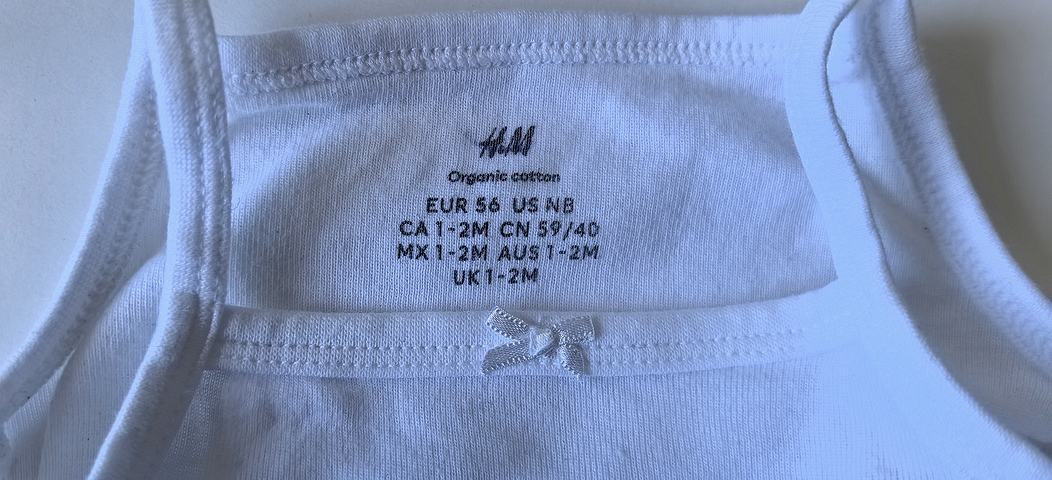 H&M
Organic cotton
EUR 56 US NB
CA 1-2M CN 59/40
MX 1-2M AUS 1-2M
UK 1-2M